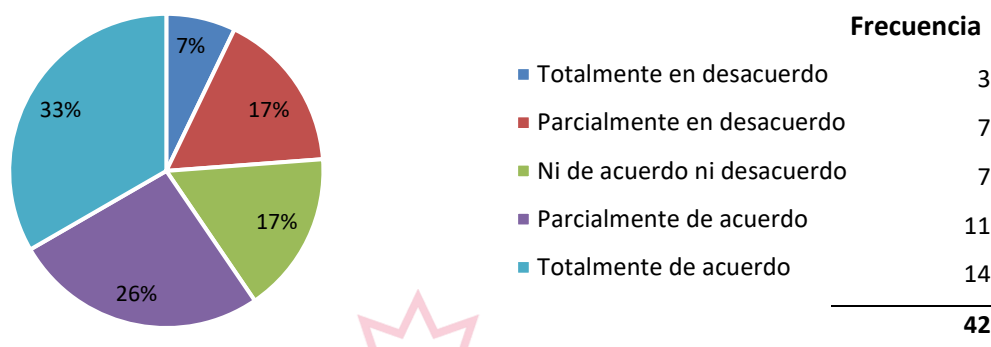 7%
17%
17%
26%
33%
Frecuencia
Totalmente en desacuerdo 3
Parcialmente en desacuerdo 7
Ni de acuerdo ni desacuerdo 7
Parcialmente de acuerdo 11
Totalmente de acuerdo 14
42